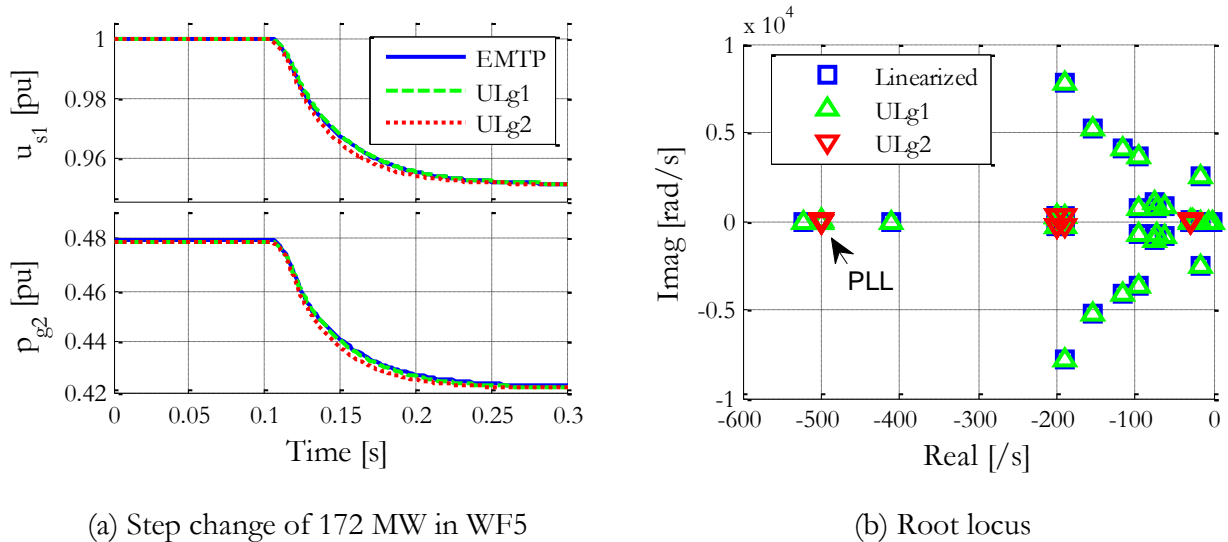 1
0.98
0.96
u_s1 [pu]
EMTP
ULg1
ULg2
0.48
0.46
0.44
0.42
p_g2 [pu]
0
0.05
0.1
0.15
0.2
0.25
0.3
Time [s]
(a) Step change of 172 MW in WF5
x 10^4
1
0.5
0
-0.5
-1
Imag [rad/s]
Linearized
ULg1
ULg2
PLL
-600
-500
-400
-300
-200
-100
0
Real [/s]
(b) Root locus